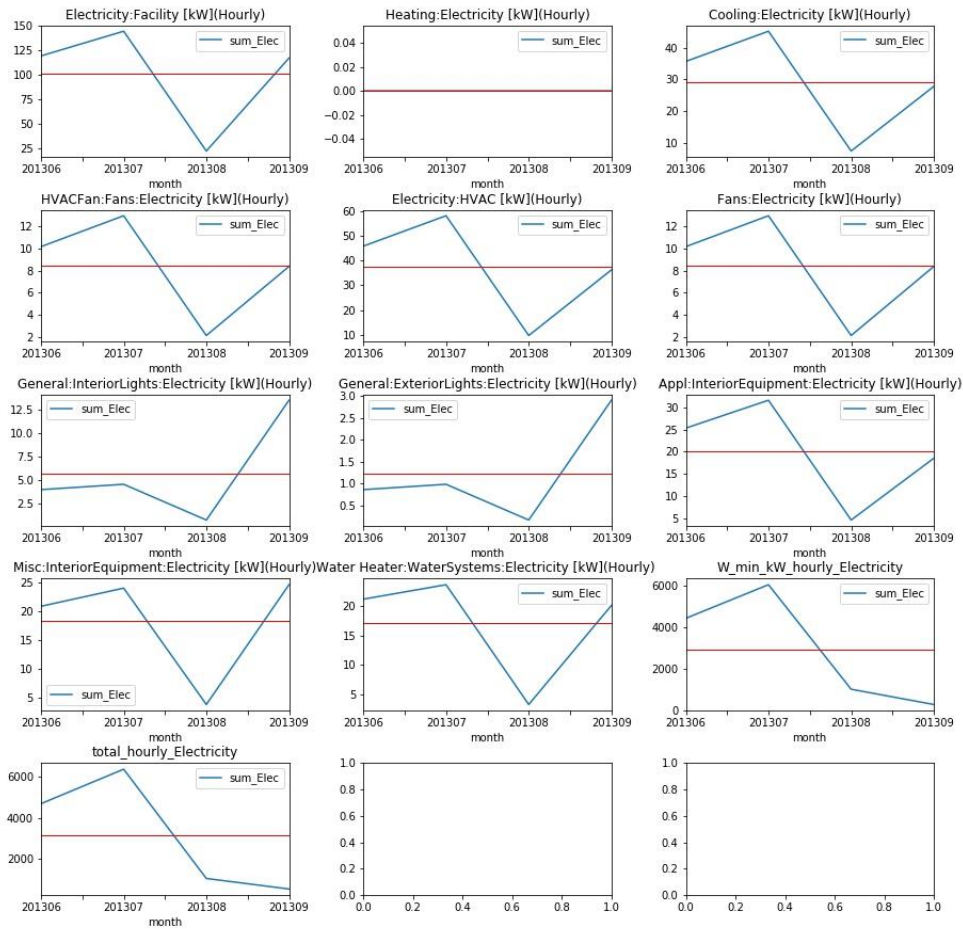 Electricity:Facility [kW](Hourly)
150
125
100
75
50
25
sum_Elec
201306 201307 201308 201309
month
Heating:Electricity [kW](Hourly)
0.04
0.02
0.00
−0.02
−0.04
sum_Elec
201306 201307 201308 201309
month
Cooling:Electricity [kW](Hourly)
40
30
20
10
sum_Elec
201306 201307 201308 201309
month
HVACFan:Fans:Electricity [kW](Hourly)
12
10
8
6
4
2
sum_Elec
201306 201307 201308 201309
month
Electricity:HVAC [kW](Hourly)
60
50
40
30
20
10
sum_Elec
201306 201307 201308 201309
month
Fans:Electricity [kW](Hourly)
12
10
8
6
4
2
sum_Elec
201306 201307 201308 201309
month
General:InteriorLights:Electricity [kW](Hourly)
12.5
10.0
7.5
5.0
2.5
sum_Elec
201306 201307 201308 201309
month
General:ExteriorLights:Electricity [kW](Hourly)
3.0
2.5
2.0
1.5
1.0
0.5
sum_Elec
201306 201307 201308 201309
month
Appl:InteriorEquipment:Electricity [kW](Hourly)
30
25
20
15
10
5
sum_Elec
201306 201307 201308 201309
month
Misc:InteriorEquipment:Electricity [kW](Hourly)
25
20
15
10
5
sum_Elec
201306 201307 201308 201309
month
Water Heater:WaterSystems:Electricity [kW](Hourly)
20
15
10
5
sum_Elec
201306 201307 201308 201309
month
W_min_kW_hourly_Electricity
6000
4000
2000
0
sum_Elec
201306 201307 201308 201309
month
total_hourly_Electricity
6000
4000
2000
sum_Elec
201306 201307 201308 201309
month
1.0
0.8
0.6
0.4
0.2
0.0
0.0 0.2 0.4 0.6 0.8 1.0
1.0
0.8
0.6
0.4
0.2
0.0
0.0 0.2 0.4 0.6 0.8 1.0